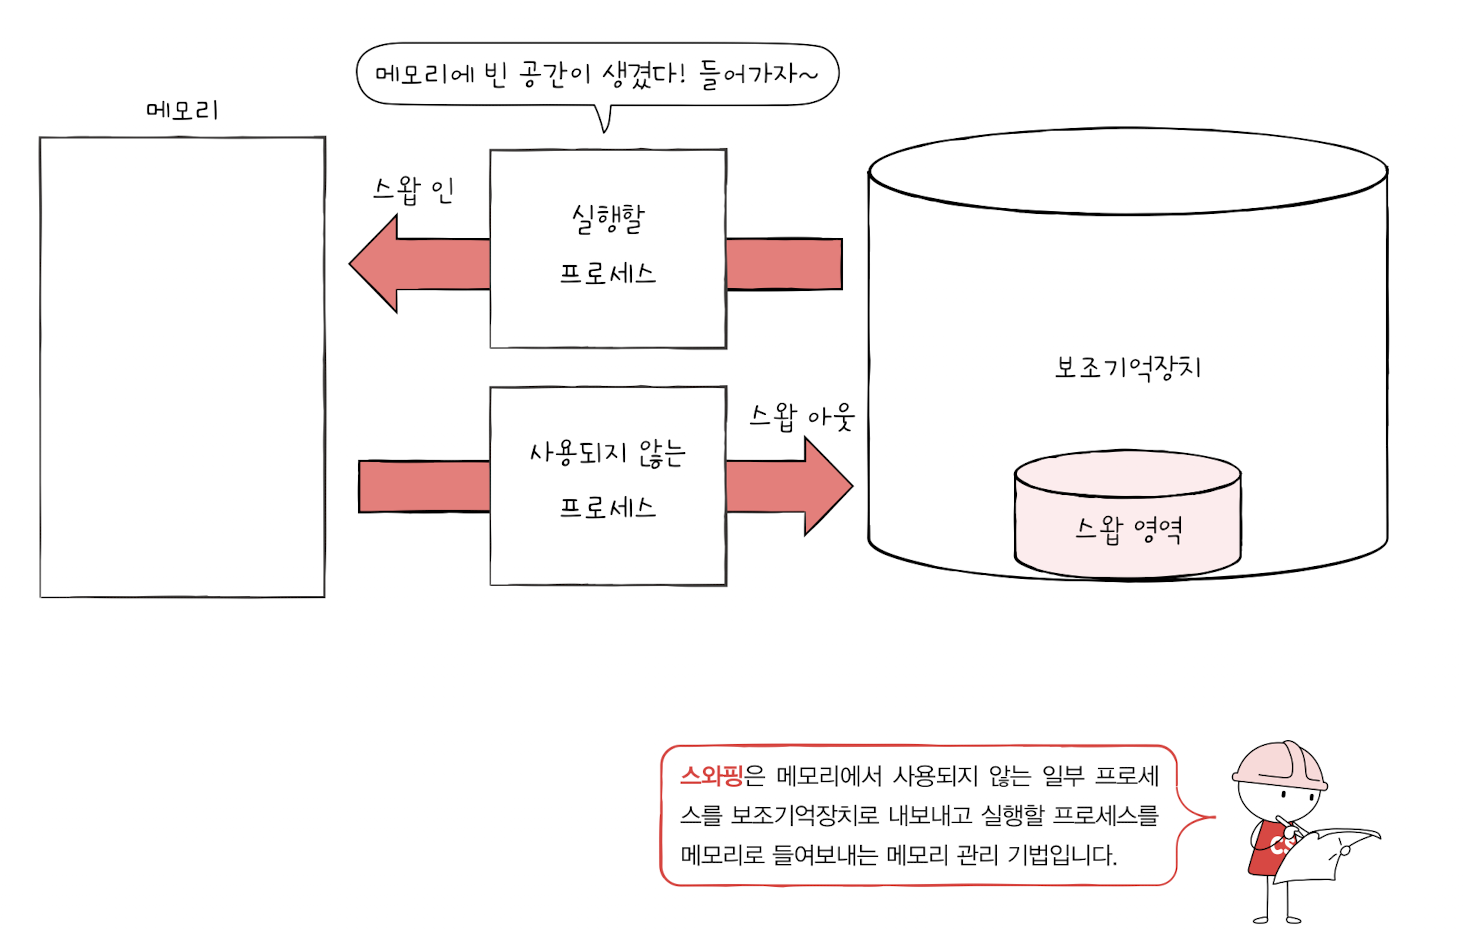 메모리에 빈 공간이 생겼다! 들어가자~
메모리
스왑 인
실행할
프로세스
보조기억장치
스왑 아웃
사용되지 않는
프로세스
스왑 영역
스와핑은 메모리에서 사용되지 않는 일부 프로세
스를 보조기억장치로 내보내고 실행할 프로세스를
메모리로 들여보내는 메모리 관리 기법입니다.